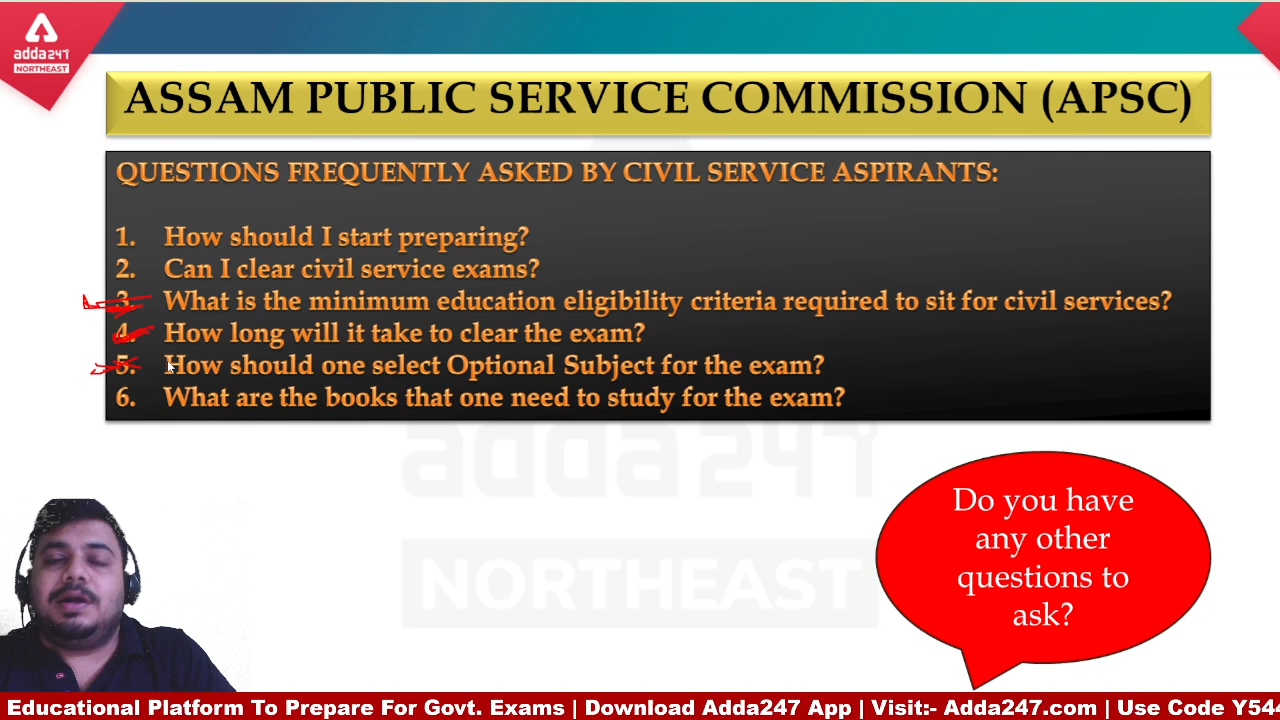 adda247
NORTHEAST
ASSAM PUBLIC SERVICE COMMISSION (APSC)
QUESTIONS FREQUENTLY ASKED BY CIVIL SERVICE ASPIRANTS:
1. How should I start preparing?
2. Can I clear civil service exams?
3. What is the minimum education eligibility criteria required to sit for civil services?
4. How long will it take to clear the exam?
5. How should one select Optional Subject for the exam?
6. What are the books that one need to study for the exam?
adda247
NORTHEAST
Do you have
any other
questions to
ask?
Educational Platform To Prepare For Govt. Exams | Download Adda247 App | Visit:- Adda247.com | Use Code Y54